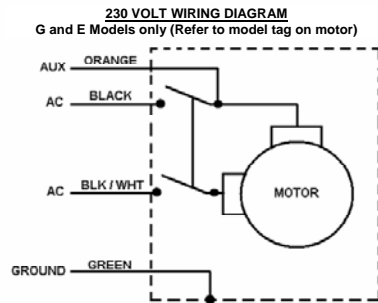 230 VOLT WIRING DIAGRAM
G and E Models only (Refer to model tag on motor)
AUX ORANGE
AC BLACK
AC BLK / WHT
MOTOR
GROUND GREEN